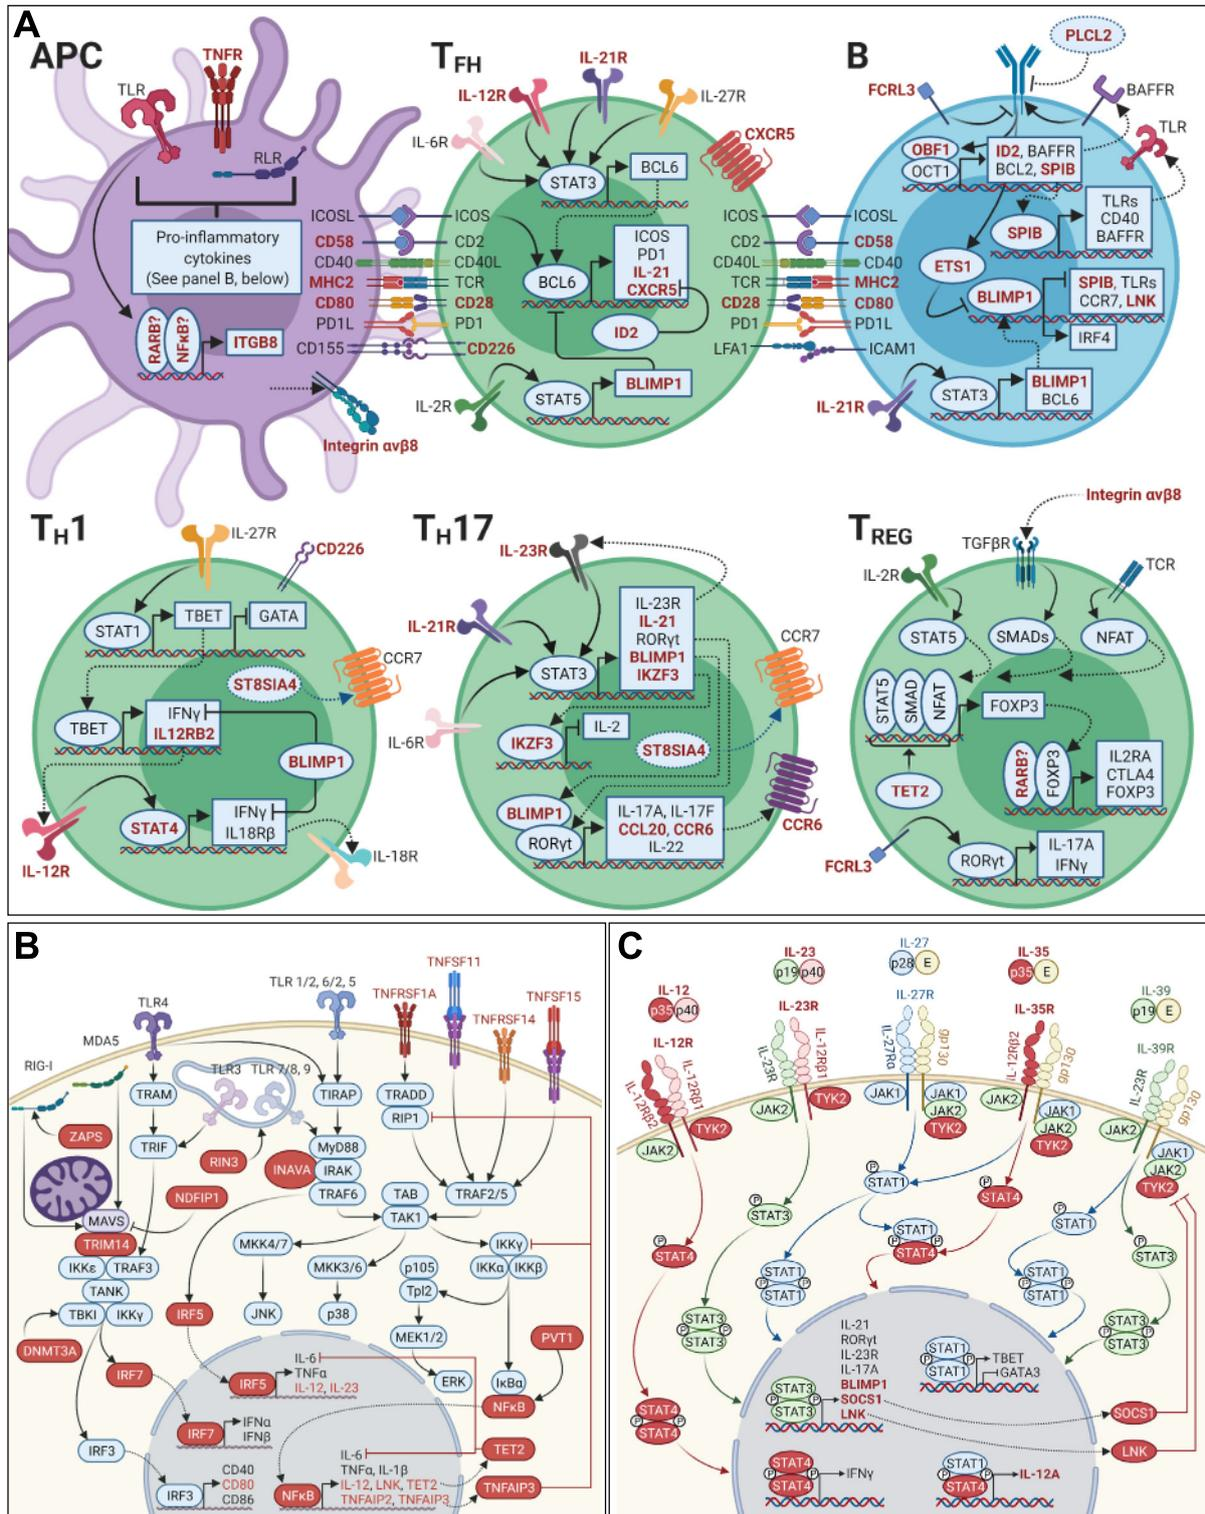 A
APC
TNFR
TLR
RLR
Pro-inflammatory
cytokines
(See panel B, below)
RARB?
NFκB?
ITGB8
Integrin αvβ8
ICOSL
CD58
CD40
MHC2
CD80
PD1L
CD155
ICOS
CD2
CD40L
TCR
CD28
PD1
CD226
TFH
IL-21R
IL-12R
IL-27R
IL-6R
CXCR5
STAT3
BCL6
BCL6
ICOS
PD1
IL-21
CXCR5
ID2
BLIMP1
STAT5
IL-2R
ICOS
CD2
CD40L
TCR
CD28
PD1
LFA1
ICOSL
CD58
CD40
MHC2
CD80
PD1L
ICAM1
B
PLCL2
FCRL3
BAFFR
TLR
OBF1
OCT1
ID2, BAFFR
BCL2, SPIB
SPIB
TLRs
CD40
BAFFR
ETS1
BLIMP1
SPIB, TLRs
CCR7, LNK
IRF4
IL-21R
STAT3
BLIMP1
BCL6
TH1
IL-27R
CD226
STAT1
TBET
GATA
ST8SIA4
CCR7
TBET
IFNγ
IL12RB2
BLIMP1
STAT4
IFNγ
IL18Rβ
IL-12R
IL-18R
TH17
IL-23R
IL-21R
IL-6R
STAT3
IL-23R
IL-21
RORγt
BLIMP1
IKZF3
CCR7
IKZF3
IL-2
ST8SIA4
BLIMP1
RORγt
IL-17A, IL-17F
CCL20, CCR6
IL-22
CCR6
TREG
Integrin αvβ8
TGFβR
IL-2R
TCR
STAT5
SMADs
NFAT
STAT5
SMAD
NFAT
FOXP3
TET2
RARB?
FOXP3
IL2RA
CTLA4
FOXP3
FCRL3
RORγt
IL-17A
IFNγ
B
TNFSF11
TLR 1/2, 6/2, 5
TNFRSF1A
TNFSF15
TLR4
TNFRSF14
MDA5
RIG-I
TLR3
TLR 7/8, 9
TRAM
TIRAP
TRADD
RIP1
ZAPS
TRIF
RIN3
MyD88
INAVA
IRAK
TRAF6
TAB
TAK1
TRAF2/5
NDFIP1
MAVS
TRIM14
IKKε
TRAF3
TANK
TBKI
IKKγ
MKK4/7
MKK3/6
p105
Tpl2
IKKγ
IKKα
IKKβ
IRF5
JNK
p38
MEK1/2
PVT1
DNMT3A
IRF7
ERK
IκBα
NFκB
IL-6
TNFα
IL-12, IL-23
IRF5
IRF7
IFNα
IFNβ
IRF3
TET2
IRF3
CD40
CD80
CD86
NFκB
IL-6
TNFα, IL-1β
IL-12, LNK, TET2
TNFAIP2, TNFAIP3
TNFAIP3
C
IL-12
p35
p40
IL-12R
IL-12Rβ2
IL-12Rβ1
JAK2
TYK2
IL-23
p19
p40
IL-23R
IL-23R
IL-12Rβ1
JAK2
TYK2
IL-27
p28
E
IL-27R
IL-27Rα
gp130
JAK1
JAK1
JAK2
TYK2
IL-35
p35
E
IL-35R
IL-12Rβ2
gp130
JAK2
JAK1
JAK2
TYK2
IL-39
p19
E
IL-39R
IL-23R
gp130
JAK2
JAK1
JAK2
TYK2
P
STAT4
P
STAT3
P
STAT1
P
STAT4
P
STAT1
P
STAT3
STAT1
P
P
STAT4
STAT1
P
P
STAT1
STAT1
P
P
STAT1
STAT3
P
P
STAT3
STAT3
P
P
STAT3
STAT4
P
P
STAT4
IL-21
RORγt
IL-23R
IL-17A
BLIMP1
SOCS1
LNK
STAT3
P
P
STAT3
STAT1
P
P
STAT1
TBET
GATA3
SOCS1
LNK
STAT4
P
P
STAT4
IFNγ
STAT1
P
P
STAT4
IL-12A